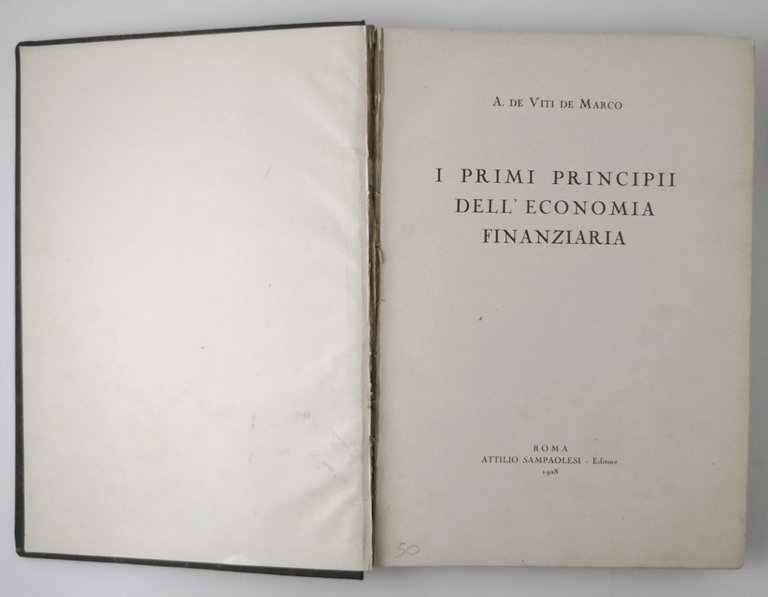 A. DE VITI DE MARCO
I PRIMI PRINCIPII
DELL' ECONOMIA
FINANZIARIA
ROMA
ATTILIO SAMPAOLESI - Editore
1928
50